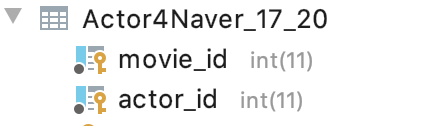 Actor4Naver_17_20
movie_id int(11)
actor_id int(11)